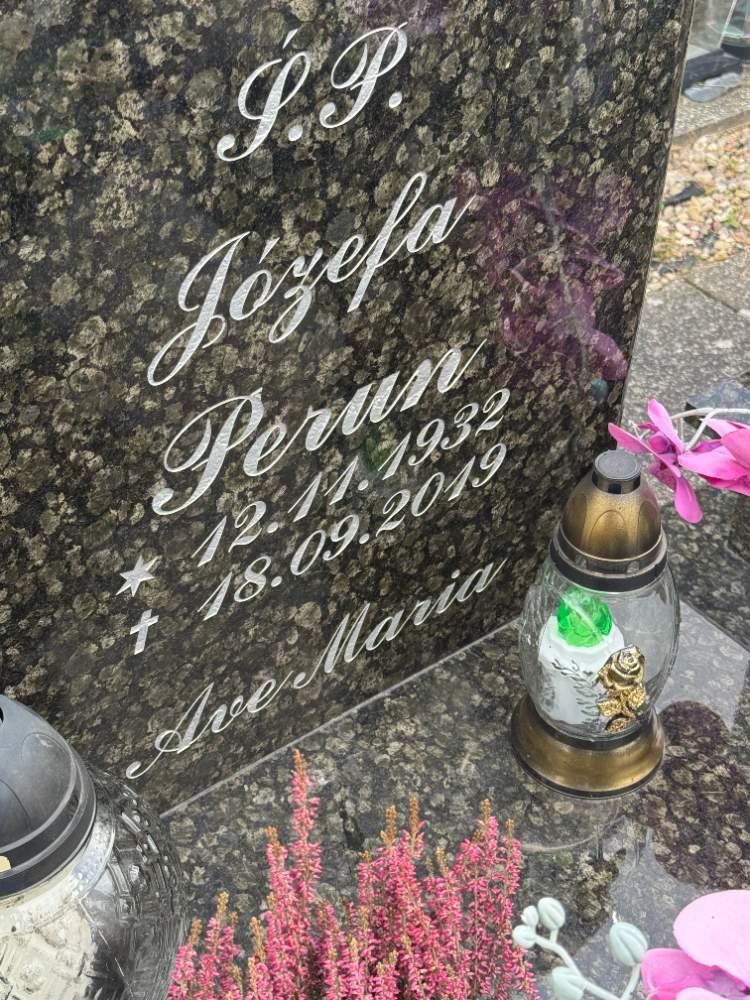 Ś.P.
Józefa
Perun
* 12.11.1932
✝ 18.09.2019
Ave Maria